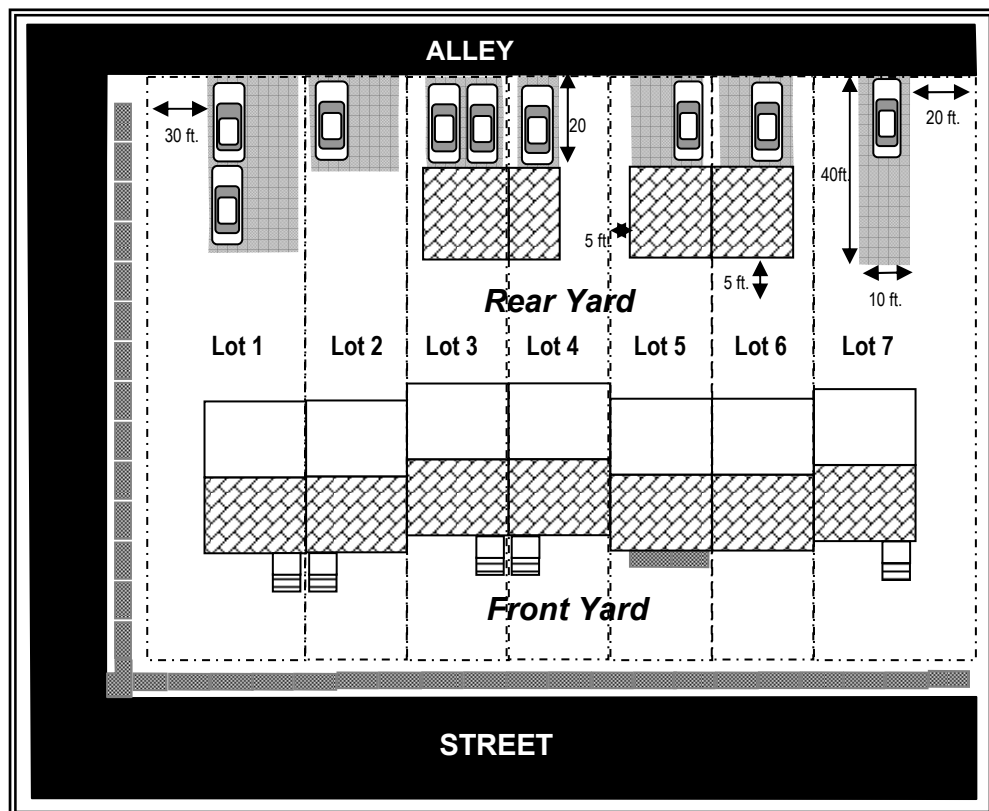 ALLEY
30 ft.
20
20 ft.
40ft.
5 ft.
5 ft.
10 ft.
Rear Yard
Lot 1 Lot 2 Lot 3 Lot 4 Lot 5 Lot 6 Lot 7
Front Yard
STREET